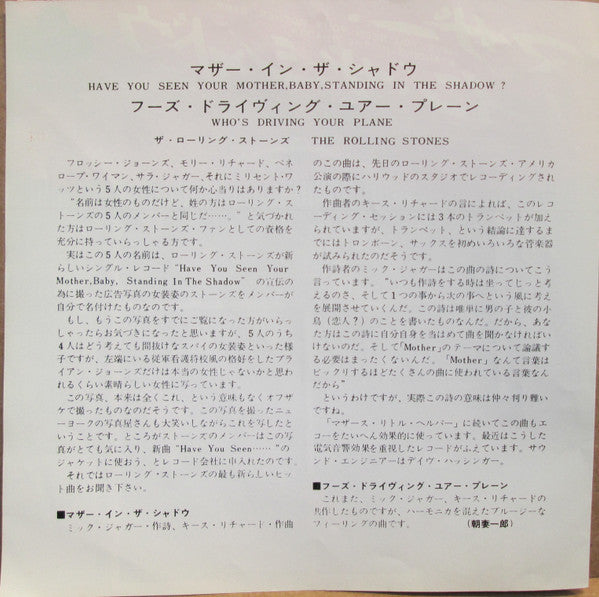 マザー・イン・ザ・シャドウ
HAVE YOU SEEN YOUR MOTHER,BABY,STANDING IN THE SHADOW ?
フーズ・ドライヴィング・ユアー・プレーン
WHO'S DRIVING YOUR PLANE
ザ・ローリング・ストーンズ　THE ROLLING STONES
フロッシー・ジョーンズ、モリー・リチャード、ペネ
ロープ・ワイマン、サラ・ジャガー、それにミリセント・ワ
ッツという5人の女性について何か心当りはありますか?
“名前は女性のものだけど、姓の方はローリング・ス
トーンズの5人のメンバーと同じだ……。”と気づかれ
た方はローリング・ストーンズ・ファンとしての資格を
充分に持っていらっしゃる方です。
実はこの5人の名前は、ローリング・ストーンズが新
らしいシングル・レコード“Have You Seen Your
Mother,Baby, Standing In The Shadow” の宣伝の
為に撮った広告写真の女装姿のストーンズをメンバーが
自分で名付けたものなのです。
もし、もうこの写真をすでにご覧になった方がいらっ
しゃったらお気づきになったと思いますが、5人のうち
4人はどう考えても間抜けなスパイの女装姿といった様
子ですが、左端にいる従軍看護将校風の格好をしたブラ
イアン・ジョーンズだけは本当の女性じゃないかと思わ
れるくらい素晴らしい女性に写っています。
この写真、本来は全くこれ、という意味もなくオフザ
ケで撮ったものなのだそうです。この写真を撮ったニュ
ーヨークの写真屋さんも大笑いしながらこれを写したと
いうことです。ところがストーンズのメンバーはこの写
真がとても気に入り、新曲“Have You Seen……”の
ジャケットに使おう、とレコード会社に申入れたのです。
それではローリング・ストーンズの最も新らしいヒッ
ト曲をお聞き下さい。
■マザー・イン・ザ・シャドウ
ミック・ジャガー・作詩、キース・リチャード・作曲
のこの曲は、先日のローリング・ストーンズ・アメリカ
公演の際にハリウッドのスタジオでレコーディングされ
たものです。
作曲者のキース・リチャードの言によれば、このレコ
ーディング・セッションには3本のトランペットが加え
られていますが、トランペット、という結論に達するま
でにはトロンボーン、サックスを初めいろいろな管楽器
が試みられたのだそうです。
作詩者のミック・ジャガーはこの曲の詩についてこう
言っています。“いつも作詩をする時は坐ってじっと考
えるのさ、そして1つの事から次の事へという風に考え
を展開させていくんだ。この詩は唯単に男の子と彼の小
鳥（恋人?）のことを書いたものなんだ。だから、あな
た方はこの詩に自分自身を当はめて曲を聞かなければい
けないのだ。そして「Mother」のテーマについて論議す
る必要はまったくないんだ。「Mother」なんて言葉は
ビックリするほどたくさんの曲に使われている言葉なん
だから”
というわけですが、実際この詩の意味は仲々判り難い
ですね。
「マザース・リトル・ヘルパー」に続いてこの曲もエ
コーをたいへん効果的に使っています。最近はこうした
電気音響効果を重視したレコードがふえています。サウ
ンド・エンジニアーはデイヴ・ハッシンガー。
■フーズ・ドライヴィング・ユアー・プレーン
これまた、ミック・ジャガー、キース・リチャードの
共作したものですが、ハーモニカを混えたブルージーな
フィーリングの曲です。　（朝妻一郎）